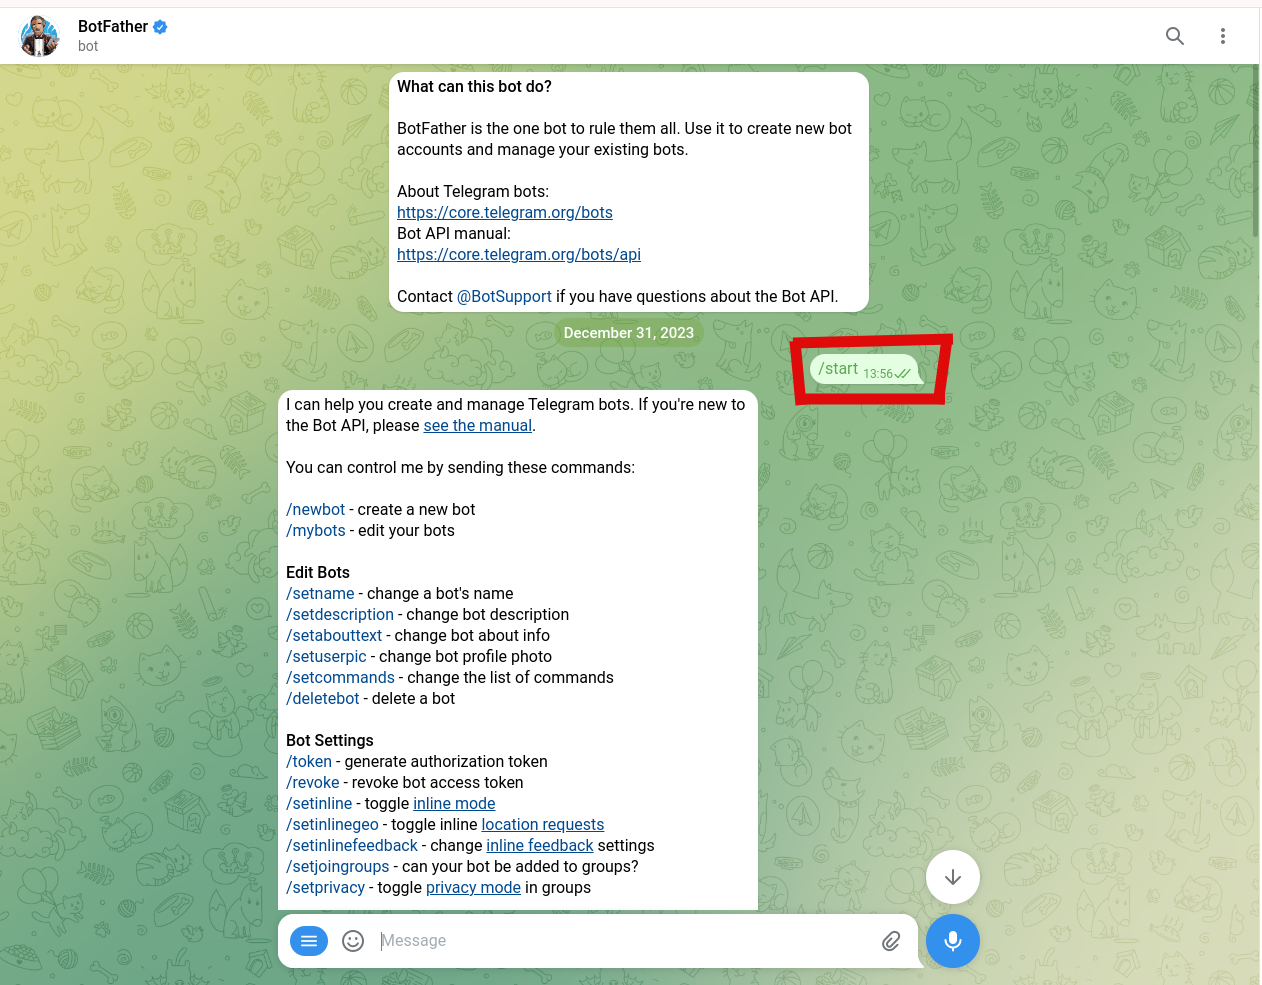 BotFather
bot
What can this bot do?
BotFather is the one bot to rule them all. Use it to create new bot
accounts and manage your existing bots.
About Telegram bots:
https://core.telegram.org/bots
Bot API manual:
https://core.telegram.org/bots/api
Contact @BotSupport if you have questions about the Bot API.
December 31, 2023
/start 13:56
I can help you create and manage Telegram bots. If you're new to
the Bot API, please see the manual.
You can control me by sending these commands:
/newbot - create a new bot
/mybots - edit your bots
Edit Bots
/setname - change a bot's name
/setdescription - change bot description
/setabouttext - change bot about info
/setuserpic - change bot profile photo
/setcommands - change the list of commands
/deletebot - delete a bot
Bot Settings
/token - generate authorization token
/revoke - revoke bot access token
/setinline - toggle inline mode
/setinlinegeo - toggle inline location requests
/setinlinefeedback - change inline feedback settings
/setjoingroups - can your bot be added to groups?
/setprivacy - toggle privacy mode in groups
Message